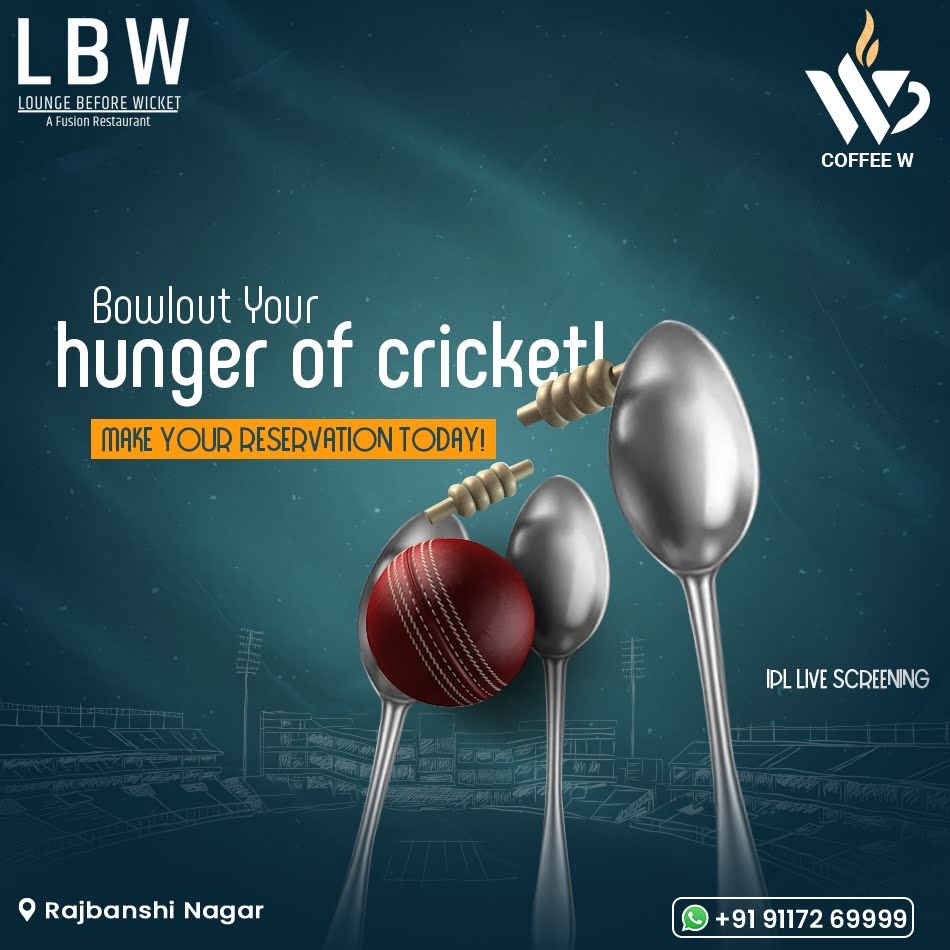 LBW
LOUNGE BEFORE WICKET
A Fusion Restaurant
COFFEE W
Bowlout Your
hunger of cricket!
MAKE YOUR RESERVATION TODAY!
IPL LIVE SCREENING
Rajbanshi Nagar
+91 91172 69999